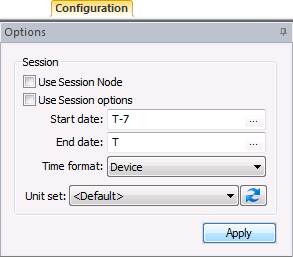 Configuration
Options
Session
Use Session Node
Use Session options
Start date: T-7 ...
End date: T ...
Time format: Device
Unit set: <Default>
Apply